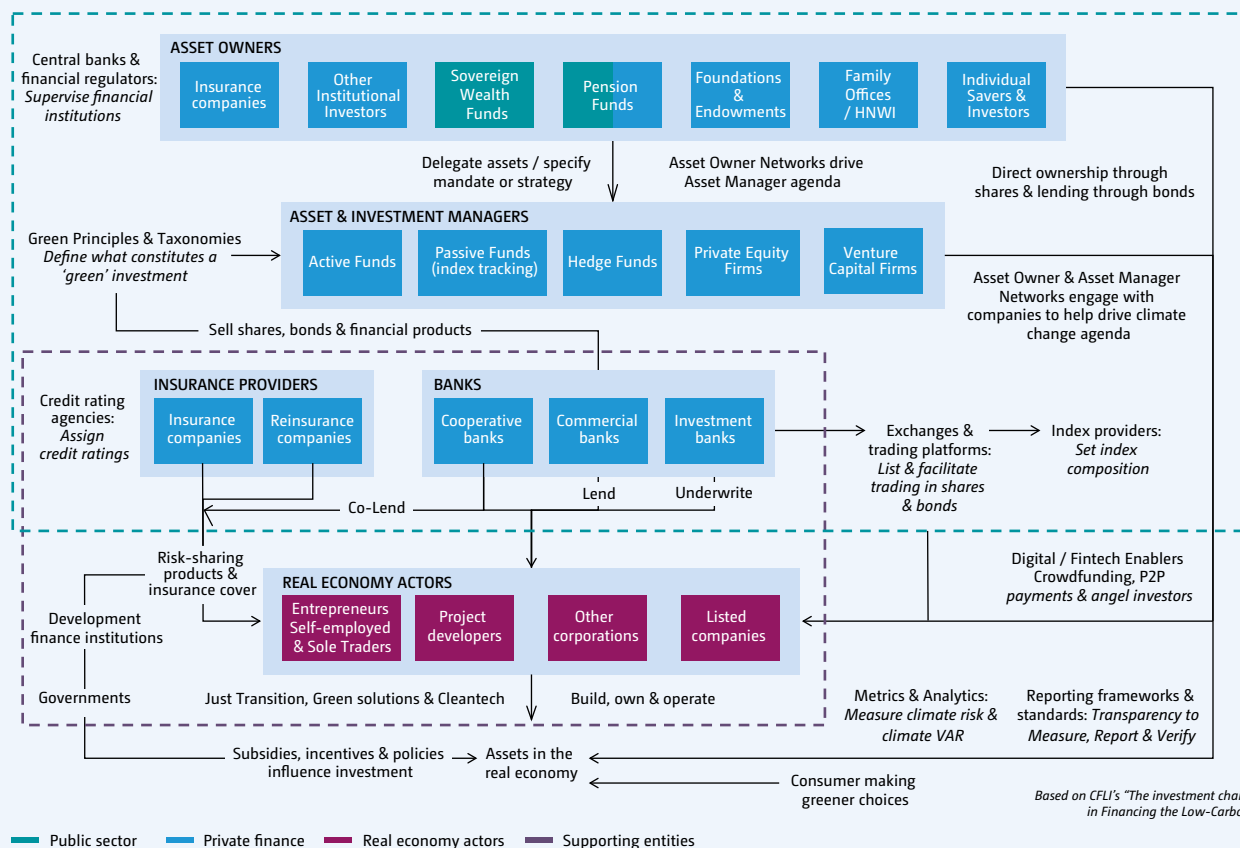 ASSET OWNERS
Central banks &
financial regulators:
Supervise financial
institutions
Insurance
companies
Other
Institutional
Investors
Sovereign
Wealth
Funds
Pension
Funds
Foundations
&
Endowments
Family
Offices
/ HNWI
Individual
Savers &
Investors
Delegate assets / specify
mandate or strategy
Asset Owner Networks drive
Asset Manager agenda
Direct ownership through
shares & lending through bonds
ASSET & INVESTMENT MANAGERS
Green Principles & Taxonomies
Define what constitutes a
‘green’ investment
Active Funds
Passive Funds
(index tracking)
Hedge Funds
Private Equity
Firms
Venture
Capital Firms
Asset Owner & Asset Manager
Networks engage with
companies to help drive climate
change agenda
Sell shares, bonds & financial products
INSURANCE PROVIDERS
BANKS
Credit rating
agencies:
Assign
credit ratings
Insurance
companies
Reinsurance
companies
Cooperative
banks
Commercial
banks
Investment
banks
Exchanges &
trading platforms:
List & facilitate
trading in shares
& bonds
Index providers:
Set index
composition
Co-Lend
Lend
Underwrite
Risk-sharing
products &
insurance cover
Digital / Fintech Enablers
Crowdfunding, P2P
payments & angel investors
REAL ECONOMY ACTORS
Entrepreneurs
Self-employed
& Sole Traders
Project
developers
Other
corporations
Listed
companies
Development
finance institutions
Governments
Just Transition, Green solutions & Cleantech
Build, own & operate
Metrics & Analytics:
Measure climate risk &
climate VAR
Reporting frameworks &
standards: Transparency to
Measure, Report & Verify
Subsidies, incentives & policies
influence investment
Assets in the
real economy
Consumer making
greener choices
Based on CFLI’s “The investment chai
in Financing the Low-Carbo
Public sector
Private finance
Real economy actors
Supporting entities